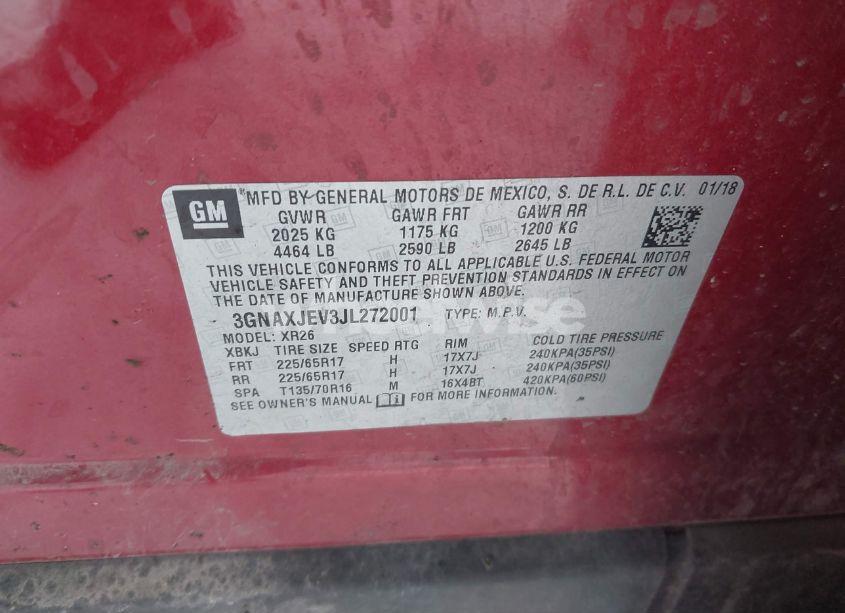 GM
MFD BY GENERAL MOTORS DE MEXICO, S. DE R.L. DE C.V. 01/18
GVWR GAWR FRT GAWR RR
2025 KG 1175 KG 1200 KG
4464 LB 2590 LB 2645 LB
THIS VEHICLE CONFORMS TO ALL APPLICABLE U.S. FEDERAL MOTOR
VEHICLE SAFETY AND THEFT PREVENTION STANDARDS IN EFFECT ON
THE DATE OF MANUFACTURE SHOWN ABOVE.
3GNAXJEV3JL272001 TYPE: M.P.V.
MODEL: XR26
XBKJ TIRE SIZE SPEED RTG RIM COLD TIRE PRESSURE
FRT 225/65R17 H 17X7J 240KPA(35PSI)
RR 225/65R17 H 17X7J 240KPA(35PSI)
SPA T135/70R16 M 16X4BT 420KPA(60PSI)
SEE OWNER'S MANUAL FOR MORE INFORMATION.